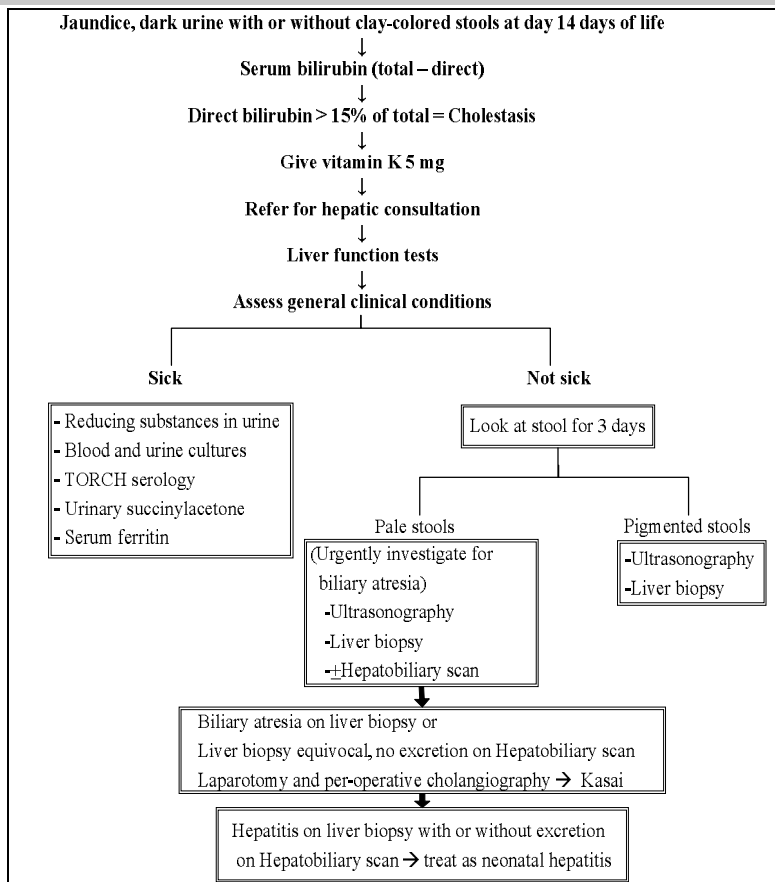 Jaundice, dark urine with or without clay-colored stools at day 14 days of life
↓
Serum bilirubin (total – direct)
↓
Direct bilirubin > 15% of total = Cholestasis
↓
Give vitamin K 5 mg
↓
Refer for hepatic consultation
↓
Liver function tests
↓
Assess general clinical conditions
Sick
- Reducing substances in urine
- Blood and urine cultures
- TORCH serology
- Urinary succinylacetone
- Serum ferritin
Not sick
Look at stool for 3 days
Pale stools
(Urgently investigate for
biliary atresia)
-Ultrasonography
-Liver biopsy
-±Hepatobiliary scan
Pigmented stools
-Ultrasonography
-Liver biopsy
Biliary atresia on liver biopsy or
Liver biopsy equivocal, no excretion on Hepatobiliary scan
Laparotomy and per-operative cholangiography → Kasai
Hepatitis on liver biopsy with or without excretion
on Hepatobiliary scan → treat as neonatal hepatitis